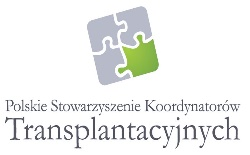 Polskie Stowarzyszenie Koordynatorów
Transplantacyjnych